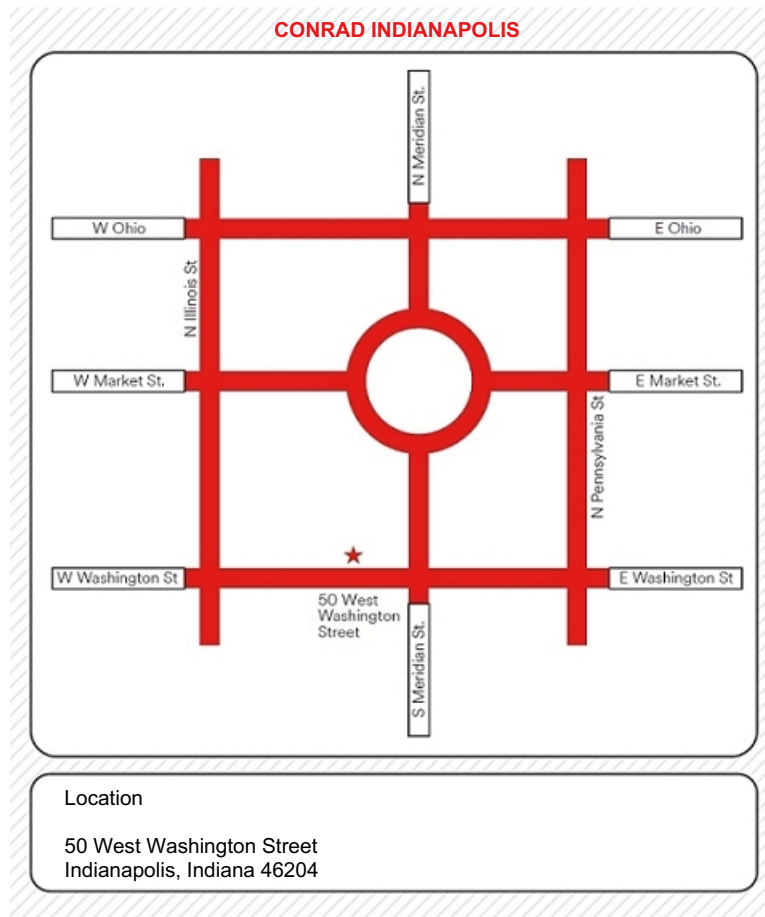 CONRAD INDIANAPOLIS
N Meridian St.
W Ohio
E Ohio
N Illinois St
W Market St.
E Market St.
N Pennsylvania St
W Washington St
E Washington St
50 West
Washington
Street
S Meridian St.
Location
50 West Washington Street
Indianapolis, Indiana 46204